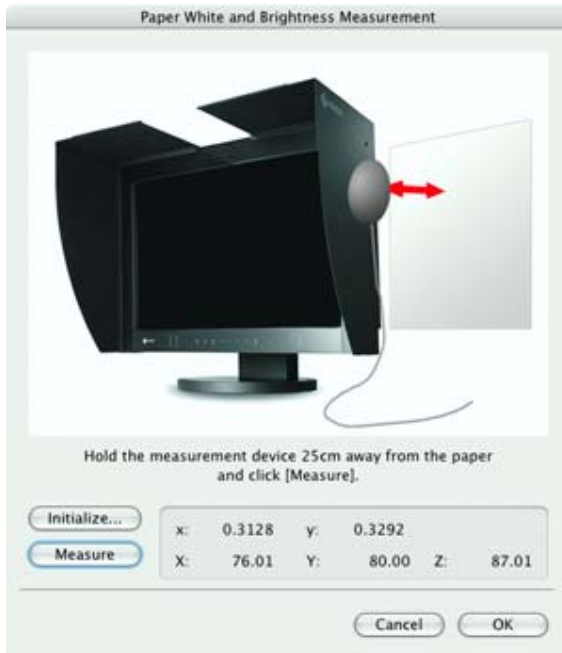 Paper White and Brightness Measurement
Hold the measurement device 25cm away from the paper
and click [Measure].
Initialize...
x: 0.3128 y: 0.3292
Measure
X: 76.01 Y: 80.00 Z: 87.01
Cancel OK